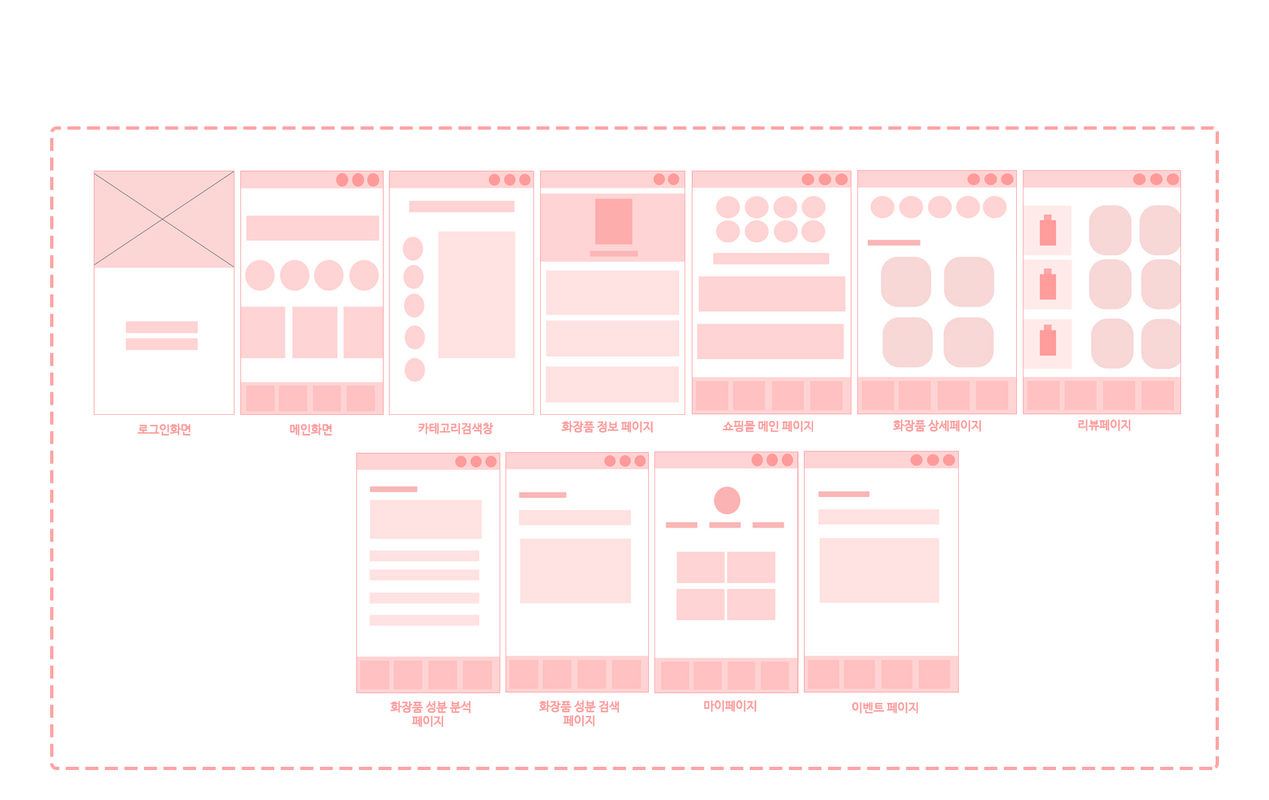 로그인화면
메인화면
카테고리검색창
화장품 정보 페이지
쇼핑몰 메인 페이지
화장품 상세페이지
리뷰페이지
화장품 성분 분석
페이지
화장품 성분 검색
페이지
마이페이지
이벤트 페이지